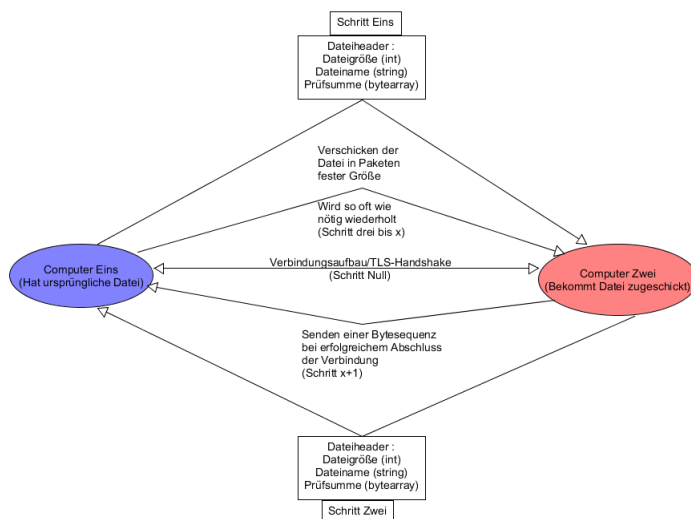 Schritt Eins
Dateiheader :
Dateigröße (int)
Dateiname (string)
Prüfsumme (bytearray)
Verschicken der
Datei in Paketen
fester Größe
Wird so oft wie
nötig wiederholt
(Schritt drei bis x)
Computer Eins
(Hat ursprüngliche Datei)
Verbindungsaufbau/TLS-Handshake
(Schritt Null)
Computer Zwei
(Bekommt Datei zugeschickt)
Senden einer Bytesequenz
bei erfolgreichem Abschluss
der Verbindung
(Schritt x+1)
Dateiheader :
Dateigröße (int)
Dateiname (string)
Prüfsumme (bytearray)
Schritt Zwei